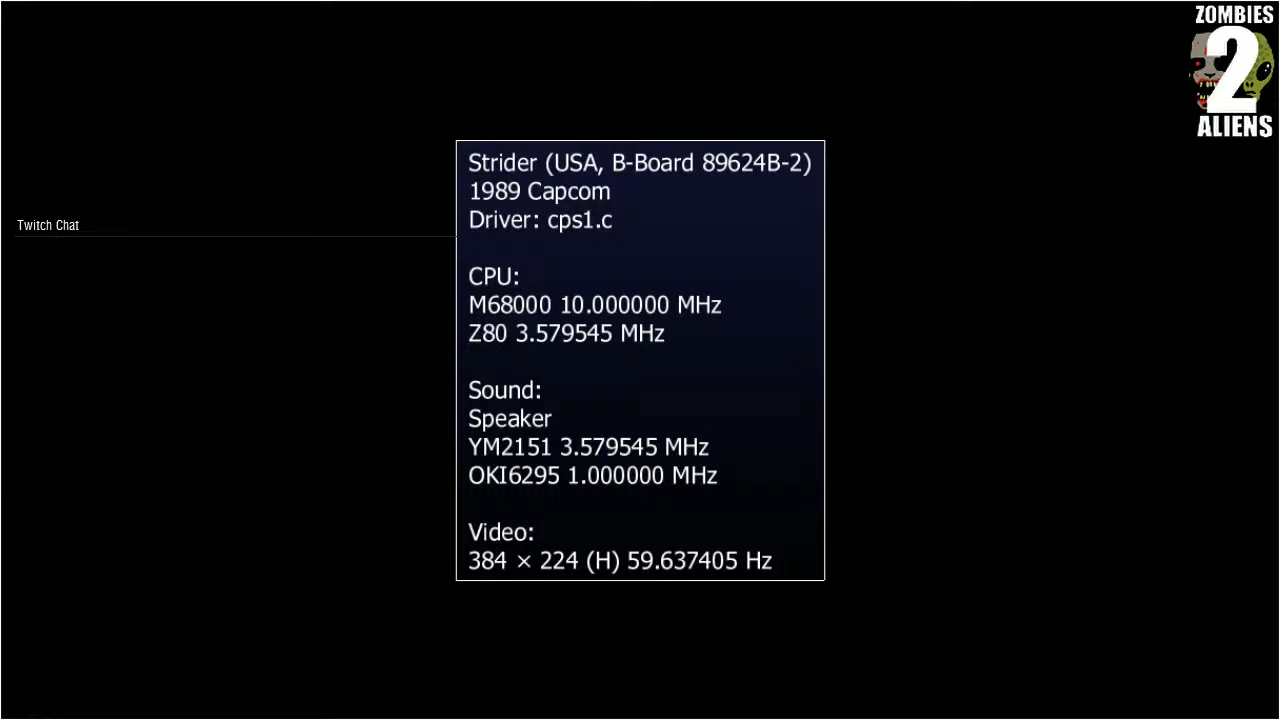 ZOMBIES
2
ALIENS
Strider (USA, B-Board 89624B-2)
1989 Capcom
Driver: cps1.c
Twitch Chat
CPU:
M68000 10.000000 MHz
Z80 3.579545 MHz
Sound:
Speaker
YM2151 3.579545 MHz
OKI6295 1.000000 MHz
Video:
384 × 224 (H) 59.637405 Hz